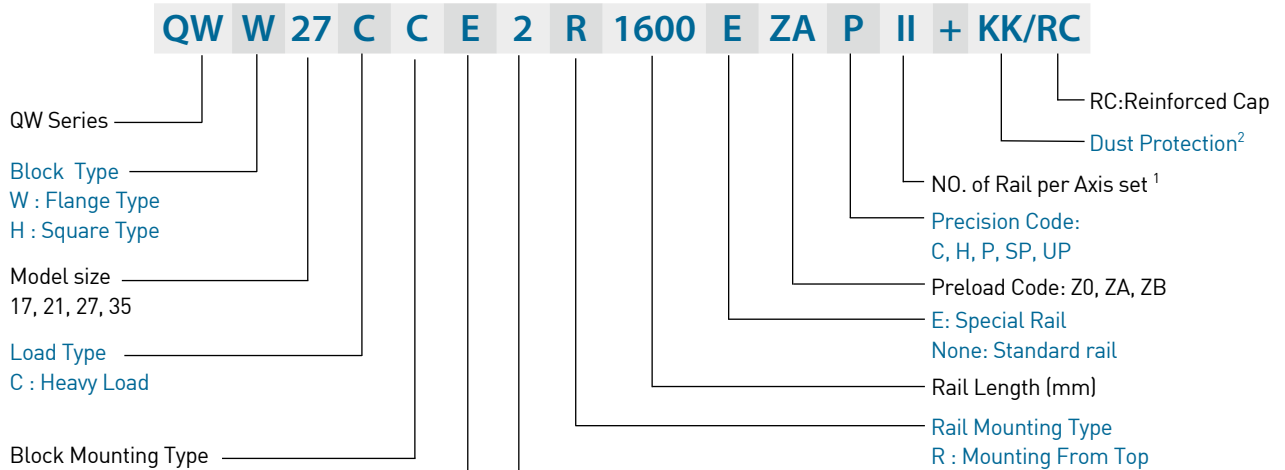 QW W 27 C C E 2 R 1600 E ZA P II + KK/RC
QW Series
Block Type
W : Flange Type
H : Square Type
Model size
17, 21, 27, 35
Load Type
C : Heavy Load
Block Mounting Type
RC:Reinforced Cap
Dust Protection²
NO. of Rail per Axis set ¹
Precision Code:
C, H, P, SP, UP
Preload Code: Z0, ZA, ZB
E: Special Rail
None: Standard rail
Rail Length (mm)
Rail Mounting Type
R : Mounting From Top